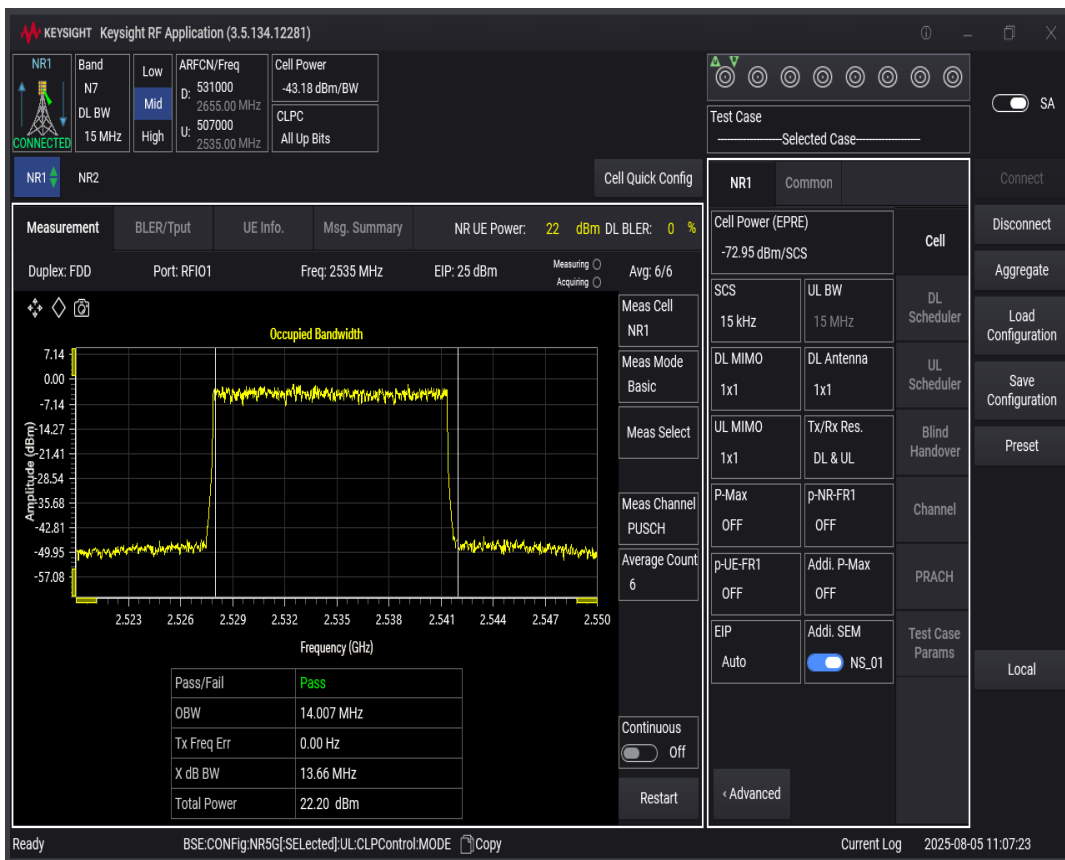 KEYSIGHT Keysight RF Application (3.5.134.12281)
NR1
CONNECTED
Band
N7
DL BW
15 MHz
Low
Mid
High
ARFCN/Freq
D: 531000
2655.00 MHz
U: 507000
2535.00 MHz
Cell Power
-43.18 dBm/BW
CLPC
All Up Bits
Test Case
---------------Selected Case---------------
SA
NR1
NR2
Cell Quick Config
Measurement
BLER/Tput
UE Info.
Msg. Summary
NR UE Power: 22 dBm DL BLER: 0 %
Duplex: FDD
Port: RFIO1
Freq: 2535 MHz
EIP: 25 dBm
Measuring
Acquiring
Avg: 6/6
Occupied Bandwidth
Amplitude (dBm)
7.14
0.00
-7.14
-14.27
-21.41
-28.54
-35.68
-42.81
-49.95
-57.08
2.523 2.526 2.529 2.532 2.535 2.538 2.541 2.544 2.547 2.550
Frequency (GHz)
Pass/Fail Pass
OBW 14.007 MHz
Tx Freq Err 0.00 Hz
X dB BW 13.66 MHz
Total Power 22.20 dBm
Meas Cell
NR1
Meas Mode
Basic
Meas Select
Meas Channel
PUSCH
Average Count
6
Continuous
Off
Restart
NR1
Common
Cell Power (EPRE)
-72.95 dBm/SCS
SCS
15 kHz
UL BW
15 MHz
DL MIMO
1x1
DL Antenna
1x1
UL MIMO
1x1
Tx/Rx Res.
DL & UL
P-Max
OFF
p-NR-FR1
OFF
p-UE-FR1
OFF
Addi. P-Max
OFF
EIP
Auto
Addi. SEM
NS_01
‹ Advanced
Cell
DL
Scheduler
UL
Scheduler
Blind
Handover
Channel
PRACH
Test Case
Params
Connect
Disconnect
Aggregate
Load
Configuration
Save
Configuration
Preset
Local
Ready
BSE:CONFig:NR5G[:SELected]:UL:CLPControl:MODE
Copy
Current Log
2025-08-05 11:07:23